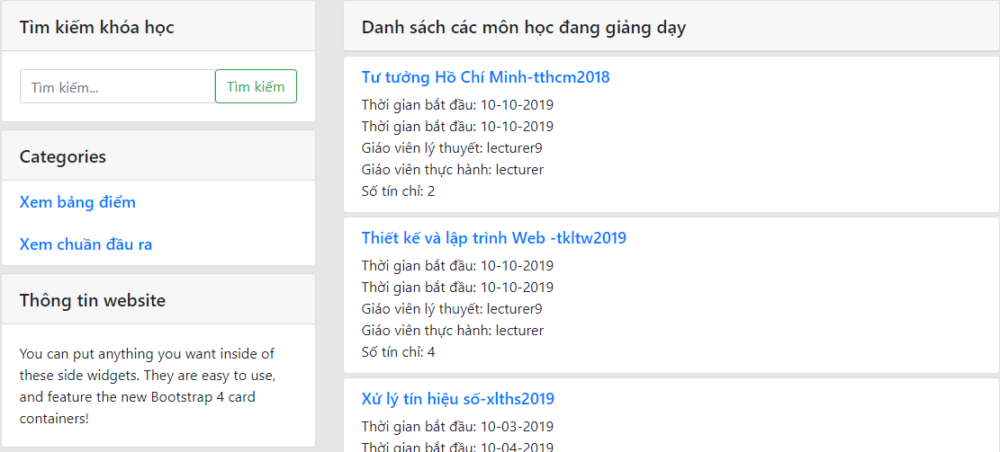 Tìm kiếm khóa học
Tìm kiếm...
Tìm kiếm
Categories
Xem bảng điểm
Xem chuẩn đầu ra
Thông tin website
You can put anything you want inside of
these side widgets. They are easy to use,
and feature the new Bootstrap 4 card
containers!
Danh sách các môn học đang giảng dạy
Tư tưởng Hồ Chí Minh-tthcm2018
Thời gian bắt đầu: 10-10-2019
Thời gian bắt đầu: 10-10-2019
Giáo viên lý thuyết: lecturer9
Giáo viên thực hành: lecturer
Số tín chỉ: 2
Thiết kế và lập trình Web -tkltw2019
Thời gian bắt đầu: 10-10-2019
Thời gian bắt đầu: 10-10-2019
Giáo viên lý thuyết: lecturer9
Giáo viên thực hành: lecturer
Số tín chỉ: 4
Xử lý tín hiệu số-xlths2019
Thời gian bắt đầu: 10-03-2019
Thời gian bắt đầu: 10-04-2019